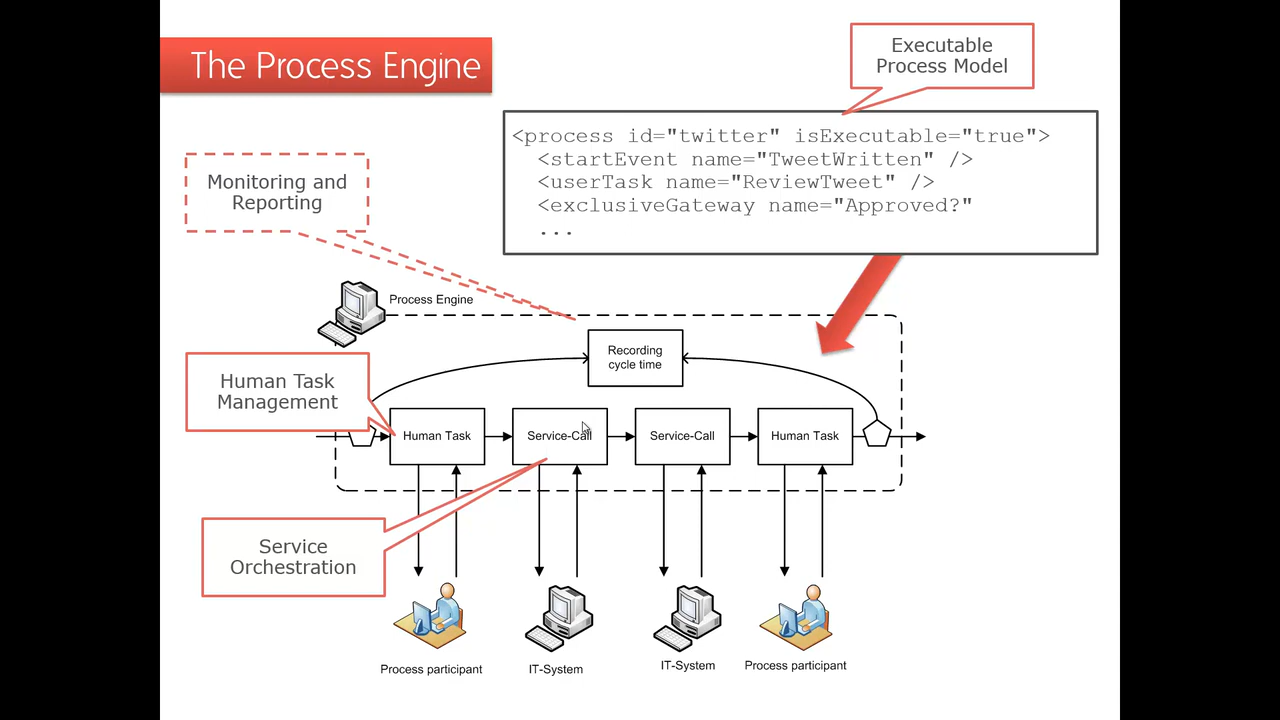 The Process Engine
Executable
Process Model
<process id="twitter" isExecutable="true">
<startEvent name="TweetWritten" />
<userTask name="ReviewTweet" />
<exclusiveGateway name="Approved?"
...
Monitoring and
Reporting
Process Engine
Recording
cycle time
Human Task
Management
Human Task
Service-Call
Service-Call
Human Task
Service
Orchestration
Process participant
IT-System
IT-System
Process participant